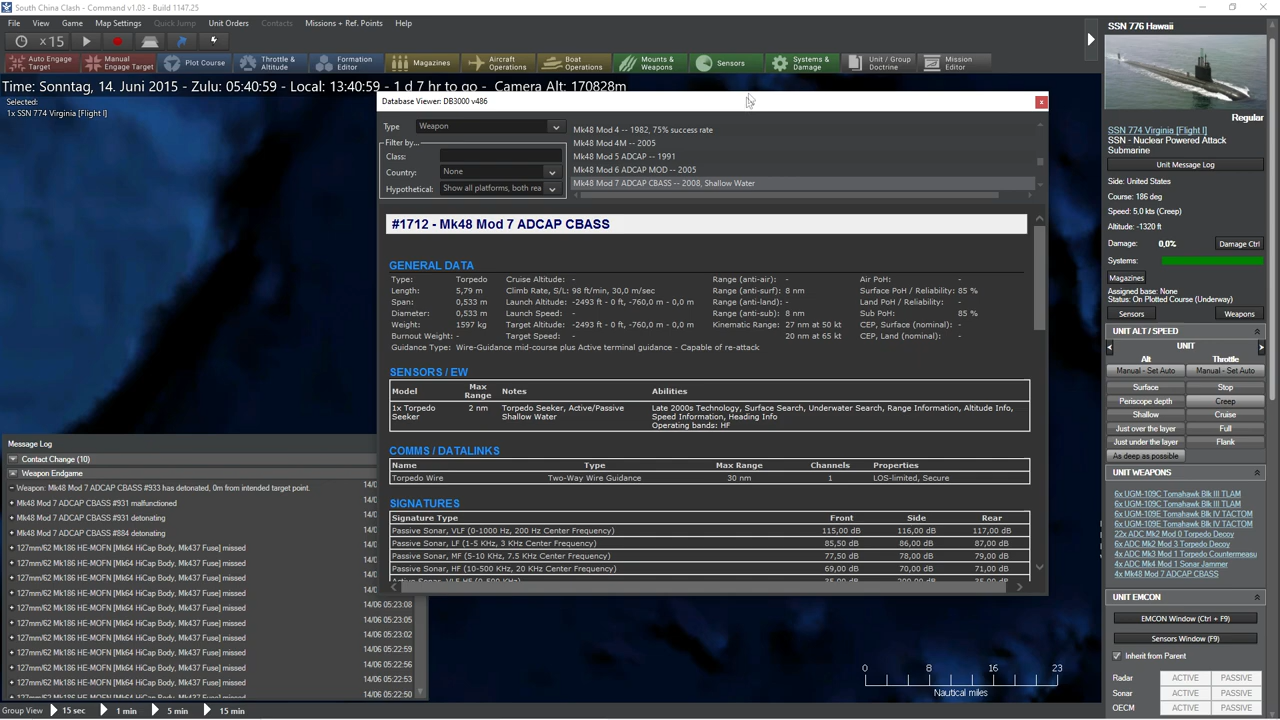 South China Clash - Command v1.03 - Build 1147.25
File View Game Map Settings Quick Jump Unit Orders Contacts Missions + Ref. Points Help
x15
Auto Engage Target
Manual Engage Target
Plot Course
Throttle & Altitude
Formation Editor
Magazines
Aircraft Operations
Boat Operations
Mounts & Weapons
Sensors
Systems & Damage
Unit / Group Doctrine
Mission Editor
Time: Sonntag, 14. Juni 2015 - Zulu: 05:40:59 - Local: 13:40:59 - 1 d 7 hr to go - Camera Alt: 170828m
Selected:
1x SSN 774 Virginia [Flight I]
Database Viewer: DB3000 v486
Type Weapon
Filter by...
Class:
Country: None
Hypothetical: Show all platforms, both rea
Mk48 Mod 4 -- 1982, 75% success rate
Mk48 Mod 4M -- 2005
Mk48 Mod 5 ADCAP -- 1991
Mk48 Mod 6 ADCAP MOD -- 2005
Mk48 Mod 7 ADCAP CBASS -- 2008, Shallow Water
#1712 - Mk48 Mod 7 ADCAP CBASS
GENERAL DATA
Type: Torpedo Cruise Altitude: - Range (anti-air): - Air PoH: -
Length: 5,79 m Climb Rate, S/L: 98 ft/min, 30,0 m/sec Range (anti-surf): 8 nm Surface PoH / Reliability: 85 %
Span: 0,533 m Launch Altitude: -2493 ft - 0 ft, -760,0 m - 0,0 m Range (anti-land): - Land PoH / Reliability: -
Diameter: 0,533 m Launch Speed: - Range (anti-sub): 8 nm Sub PoH: 85 %
Weight: 1597 kg Target Altitude: -2493 ft - 0 ft, -760,0 m - 0,0 m Kinematic Range: 27 nm at 50 kt CEP, Surface (nominal): -
Burnout Weight: - Target Speed: - 20 nm at 65 kt CEP, Land (nominal): -
Guidance Type: Wire-Guidance mid-course plus Active terminal guidance - Capable of re-attack
SENSORS / EW
Model Max Range Notes Abilities
1x Torpedo Seeker 2 nm Torpedo Seeker, Active/Passive Shallow Water Late 2000s Technology, Surface Search, Underwater Search, Range Information, Altitude Info, Speed Information, Heading Info
Operating bands: HF
COMMS / DATALINKS
Name Type Max Range Channels Properties
Torpedo Wire Two-Way Wire Guidance 30 nm 1 LOS-limited, Secure
SIGNATURES
Signature Type Front Side Rear
Passive Sonar, VLF (0-1000 Hz, 200 Hz Center Frequency) 115,00 dB 116,00 dB 117,00 dB
Passive Sonar, LF (1-5 KHz, 3 KHz Center Frequency) 85,50 dB 86,00 dB 87,00 dB
Passive Sonar, MF (5-10 KHz, 7.5 KHz Center Frequency) 77,50 dB 78,00 dB 79,00 dB
Passive Sonar, HF (10-500 KHz, 20 KHz Center Frequency) 69,00 dB 70,00 dB 71,00 dB
Message Log
Contact Change (10)
Weapon Endgame
Weapon: Mk48 Mod 7 ADCAP CBASS #933 has detonated, 0m from intended target point. 14/0
Mk48 Mod 7 ADCAP CBASS #931 malfunctioned 14/0
Mk48 Mod 7 ADCAP CBASS #931 detonating 14/0
Mk48 Mod 7 ADCAP CBASS #884 detonating 14/0
127mm/62 Mk186 HE-MOFN [Mk64 HiCap Body, Mk437 Fuse] missed 14/0
127mm/62 Mk186 HE-MOFN [Mk64 HiCap Body, Mk437 Fuse] missed 14/0
127mm/62 Mk186 HE-MOFN [Mk64 HiCap Body, Mk437 Fuse] missed 14/0
127mm/62 Mk186 HE-MOFN [Mk64 HiCap Body, Mk437 Fuse] missed 14/06 05:23:08
127mm/62 Mk186 HE-MOFN [Mk64 HiCap Body, Mk437 Fuse] missed 14/06 05:23:05
127mm/62 Mk186 HE-MOFN [Mk64 HiCap Body, Mk437 Fuse] missed 14/06 05:23:02
127mm/62 Mk186 HE-MOFN [Mk64 HiCap Body, Mk437 Fuse] missed 14/06 05:22:59
127mm/62 Mk186 HE-MOFN [Mk64 HiCap Body, Mk437 Fuse] missed 14/06 05:22:56
127mm/62 Mk186 HE-MOFN [Mk64 HiCap Body, Mk437 Fuse] missed 14/06 05:22:53
127mm/62 Mk186 HE-MOFN [Mk64 HiCap Body, Mk437 Fuse] missed 14/06 05:22:50
Group View 15 sec 1 min 5 min 15 min
0 8 16 23
Nautical miles
SSN 776 Hawaii
Regular
SSN 774 Virginia [Flight I]
SSN - Nuclear Powered Attack
Submarine
Unit Message Log
Side: United States
Course: 186 deg
Speed: 5,0 kts (Creep)
Altitude: -1320 ft
Damage: 0,0% Damage Ctrl
Systems:
Magazines
Assigned base: None
Status: On Plotted Course (Underway)
Sensors Weapons
UNIT ALT / SPEED
UNIT
Alt Throttle
Manual - Set Auto Manual - Set Auto
Surface Stop
Periscope depth Creep
Shallow Cruise
Just over the layer Full
Just under the layer Flank
As deep as possible
UNIT WEAPONS
6x UGM-109C Tomahawk Blk III TLAM
6x UGM-109C Tomahawk Blk III TLAM
6x UGM-109E Tomahawk Blk IV TACTOM
6x UGM-109E Tomahawk Blk IV TACTOM
22x ADC Mk2 Mod 0 Torpedo Decoy
6x ADC Mk2 Mod 3 Torpedo Decoy
4x ADC Mk3 Mod 1 Torpedo Countermeasu
4x ADC Mk4 Mod 1 Sonar Jammer
4x Mk48 Mod 7 ADCAP CBASS
UNIT EMCON
EMCON Window (Ctrl + F9)
Sensors Window (F9)
Inherit from Parent
Radar ACTIVE PASSIVE
Sonar ACTIVE PASSIVE
OECM ACTIVE PASSIVE